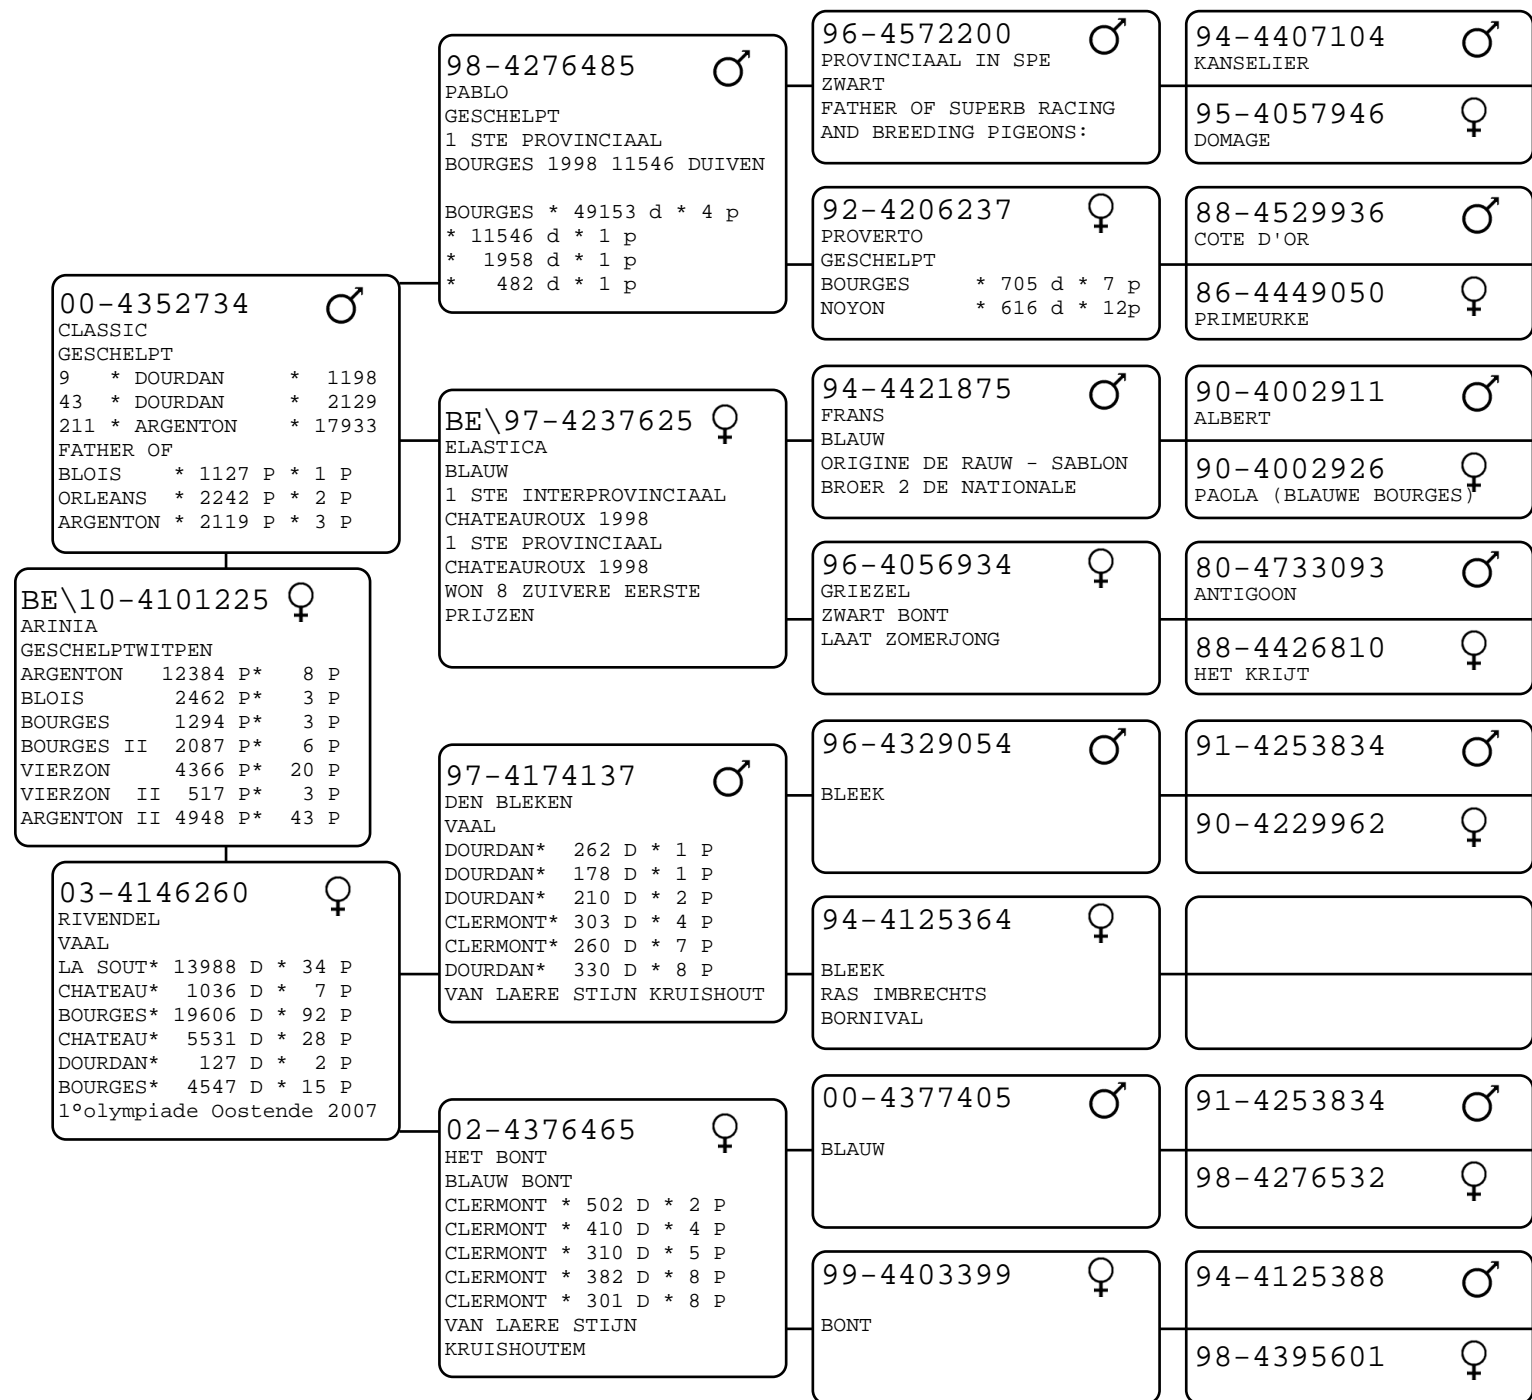 00-4352734
CLASSIC
GESCHELPT
9   * DOURDAN     *  1198
43  * DOURDAN     *  2129
211 * ARGENTON    * 17933
FATHER OF
BLOIS    * 1127 P * 1 P
ORLEANS  * 2242 P * 2 P
ARGENTON * 2119 P * 3 P
BE\10-4101225
ARINIA
GESCHELPTWITPEN
ARGENTON   12384 P*   8 P
BLOIS       2462 P*   3 P
BOURGES     1294 P*   3 P
BOURGES II  2087 P*   6 P
VIERZON     4366 P*  20 P
VIERZON  II  517 P*   3 P
ARGENTON II 4948 P*  43 P
03-4146260
RIVENDEL
VAAL
LA SOUT* 13988 D * 34 P
CHATEAU*  1036 D *  7 P
BOURGES* 19606 D * 92 P
CHATEAU*  5531 D * 28 P
DOURDAN*   127 D *  2 P
BOURGES*  4547 D * 15 P
1°olympiade Oostende 2007
98-4276485
PABLO
GESCHELPT
1 STE PROVINCIAAL
BOURGES 1998 11546 DUIVEN
BOURGES * 49153 d * 4 p
* 11546 d * 1 p
*  1958 d * 1 p
*   482 d * 1 p
BE\97-4237625
ELASTICA
BLAUW
1 STE INTERPROVINCIAAL
CHATEAUROUX 1998
1 STE PROVINCIAAL
CHATEAUROUX 1998
WON 8 ZUIVERE EERSTE
PRIJZEN
97-4174137
DEN BLEKEN
VAAL
DOURDAN*  262 D * 1 P
DOURDAN*  178 D * 1 P
DOURDAN*  210 D * 2 P
CLERMONT* 303 D * 4 P
CLERMONT* 260 D * 7 P
DOURDAN*  330 D * 8 P
VAN LAERE STIJN KRUISHOUT
02-4376465
HET BONT
BLAUW BONT
CLERMONT * 502 D * 2 P
CLERMONT * 410 D * 4 P
CLERMONT * 310 D * 5 P
CLERMONT * 382 D * 8 P
CLERMONT * 301 D * 8 P
VAN LAERE STIJN
KRUISHOUTEM
96-4572200
PROVINCIAAL IN SPE
ZWART
FATHER OF SUPERB RACING
AND BREEDING PIGEONS:
92-4206237
PROVERTO
GESCHELPT
BOURGES     * 705 d * 7 p
NOYON       * 616 d * 12p
94-4421875
FRANS
BLAUW
ORIGINE DE RAUW - SABLON
BROER 2 DE NATIONALE
96-4056934
GRIEZEL
ZWART BONT
LAAT ZOMERJONG
96-4329054
BLEEK
94-4125364
BLEEK
RAS IMBRECHTS
BORNIVAL
00-4377405
BLAUW
99-4403399
BONT
94-4407104
KANSELIER
95-4057946
DOMAGE
88-4529936
COTE D'OR
86-4449050
PRIMEURKE
90-4002911
ALBERT
90-4002926
PAOLA (BLAUWE BOURGES)
80-4733093
ANTIGOON
88-4426810
HET KRIJT
91-4253834
90-4229962
91-4253834
98-4276532
94-4125388
98-4395601